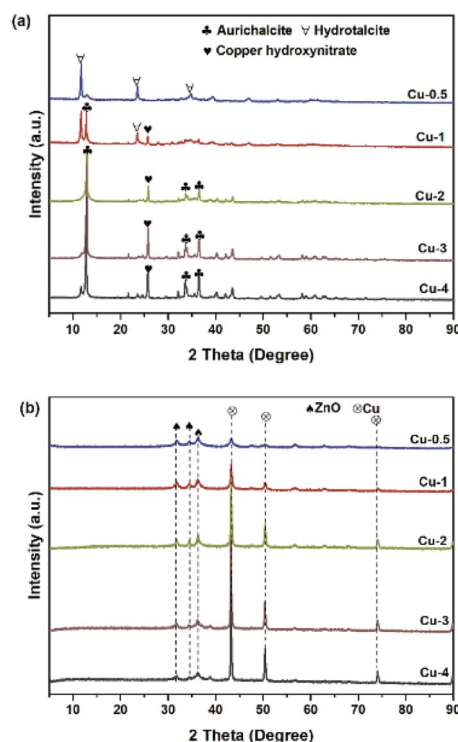 (a)
♣ Aurichalcite ∀ Hydrotalcite
♥ Copper hydroxynitrate
Cu-0.5
Cu-1
Cu-2
Cu-3
Cu-4
Intensity (a.u.)
10 20 30 40 50 60 70 80 90
2 Theta (Degree)
(b)
♠ZnO ⊗Cu
Cu-0.5
Cu-1
Cu-2
Cu-3
Cu-4
Intensity (a.u.)
10 20 30 40 50 60 70 80 90
2 Theta (Degree)